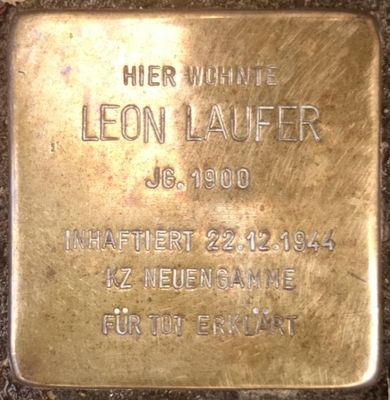 HIER WOHNTE
LEON LAUFER
JG. 1900
INHAFTIERT 22.12.1944
KZ NEUENGAMME
FÜR TOT ERKLÄRT